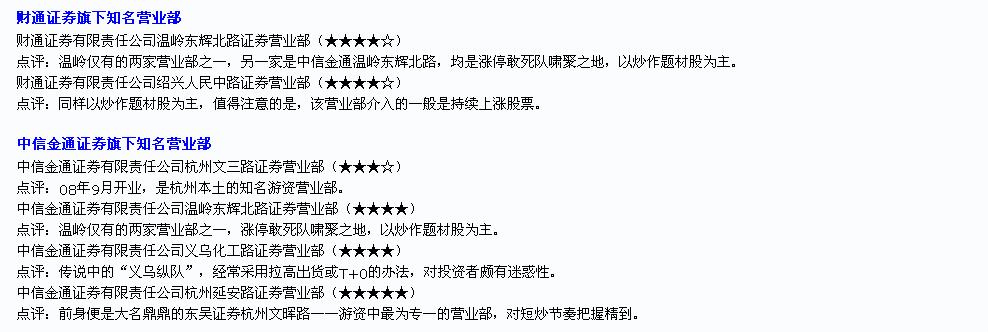 财通证券旗下知名营业部
财通证券有限责任公司温岭东辉北路证券营业部（★★★★☆）
点评：温岭仅有的两家营业部之一，另一家是中信金通温岭东辉北路，均是涨停敢死队啸聚之地，以炒作题材股为主。
财通证券有限责任公司绍兴人民中路证券营业部（★★★★☆）
点评：同样以炒作题材股为主，值得注意的是，该营业部介入的一般是持续上涨股票。
中信金通证券旗下知名营业部
中信金通证券有限责任公司杭州文三路证券营业部（★★★☆）
点评：08年9月开业，是杭州本土的知名游资营业部。
中信金通证券有限责任公司温岭东辉北路证券营业部（★★★★）
点评：温岭仅有的两家营业部之一，涨停敢死队啸聚之地，以炒作题材股为主。
中信金通证券有限责任公司义乌化工路证券营业部（★★★★）
点评：传说中的“义乌纵队”，经常采用拉高出货或T+0的办法，对投资者颇有迷惑性。
中信金通证券有限责任公司杭州延安路证券营业部（★★★★★）
点评：前身便是大名鼎鼎的东吴证券杭州文晖路——游资中最为专一的营业部，对短炒节奏把握精到。